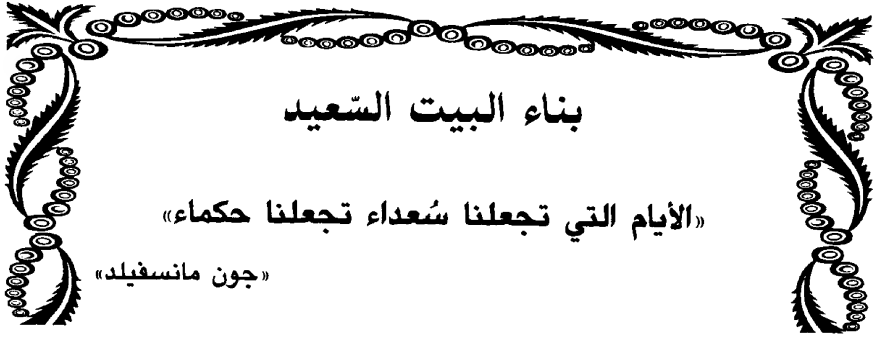 بناء البيت السّعيد
«الأيام التي تجعلنا سُعداء تجعلنا حكماء»
«جون مانسفيلد»